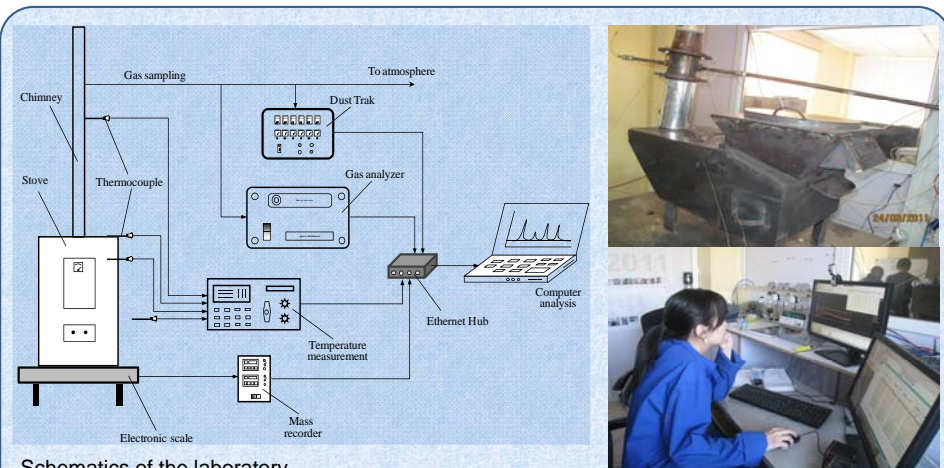 Gas sampling
To atmosphere
Chimney
Dust Trak
Stove
Thermocouple
Gas analyzer
Computer
analysis
Ethernet Hub
Temperature
measurement
Mass
recorder
Electronic scale
Schematics of the laboratory
24/09/2011
2011